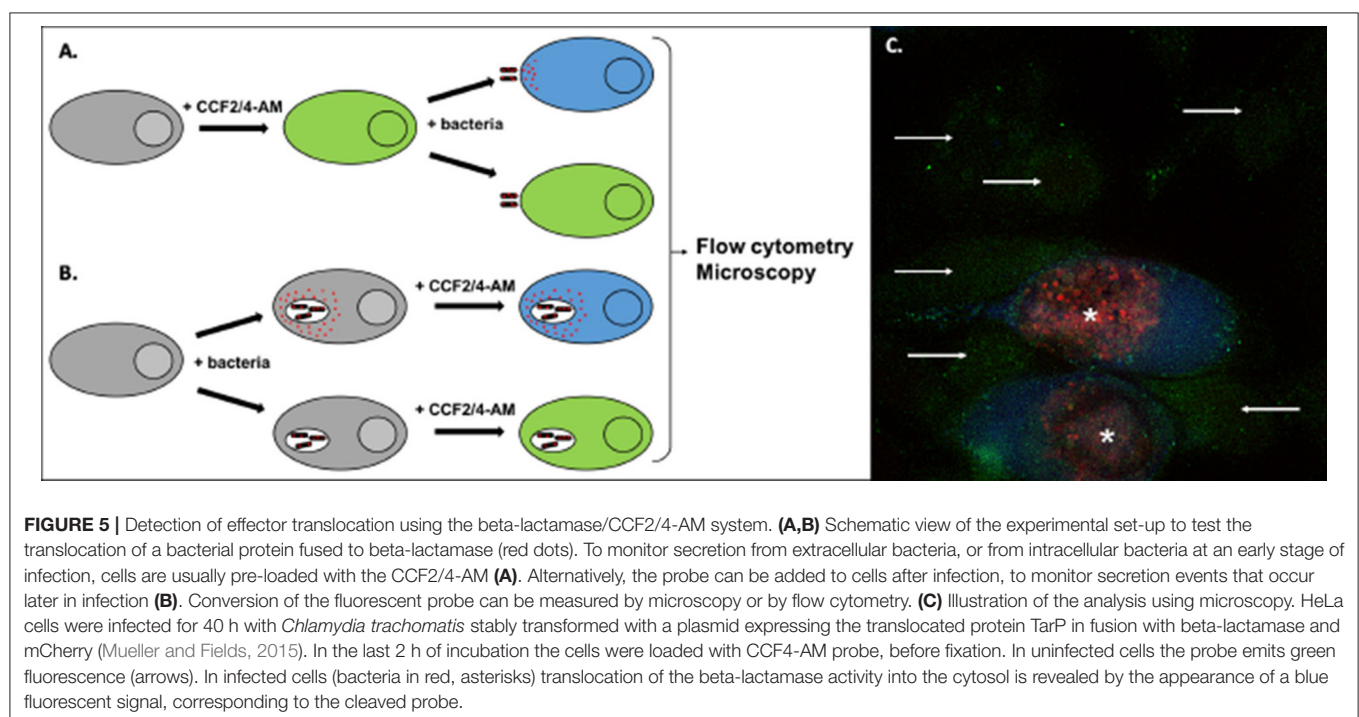 A.
+ CCF2/4-AM
+ bacteria
B.
+ bacteria
+ CCF2/4-AM
+ CCF2/4-AM
Flow cytometry
Microscopy
C.
*
*
FIGURE 5 | Detection of effector translocation using the beta-lactamase/CCF2/4-AM system. (A,B) Schematic view of the experimental set-up to test the
translocation of a bacterial protein fused to beta-lactamase (red dots). To monitor secretion from extracellular bacteria, or from intracellular bacteria at an early stage of
infection, cells are usually pre-loaded with the CCF2/4-AM (A). Alternatively, the probe can be added to cells after infection, to monitor secretion events that occur
later in infection (B). Conversion of the fluorescent probe can be measured by microscopy or by flow cytometry. (C) Illustration of the analysis using microscopy. HeLa
cells were infected for 40 h with Chlamydia trachomatis stably transformed with a plasmid expressing the translocated protein TarP in fusion with beta-lactamase and
mCherry (Mueller and Fields, 2015). In the last 2 h of incubation the cells were loaded with CCF4-AM probe, before fixation. In uninfected cells the probe emits green
fluorescence (arrows). In infected cells (bacteria in red, asterisks) translocation of the beta-lactamase activity into the cytosol is revealed by the appearance of a blue
fluorescent signal, corresponding to the cleaved probe.